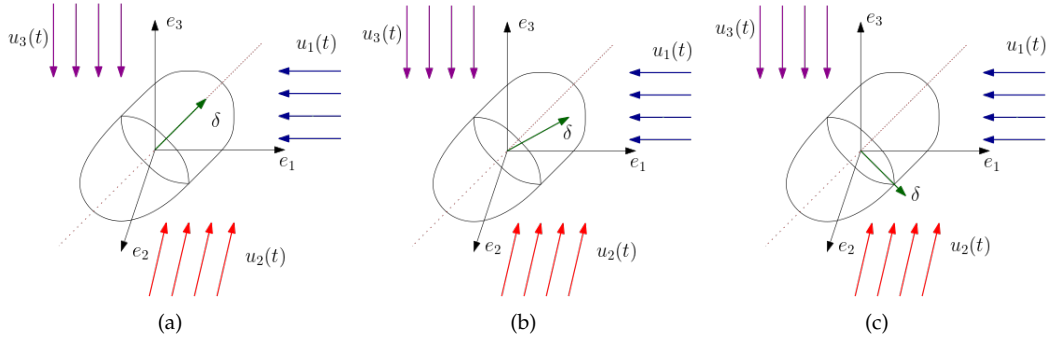 u₃(t)
e₃
u₁(t)
δ
e₁
e₂
u₂(t)
(a)
u₃(t)
e₃
u₁(t)
δ
e₁
e₂
u₂(t)
(b)
u₃(t)
e₃
u₁(t)
e₁
δ
e₂
u₂(t)
(c)